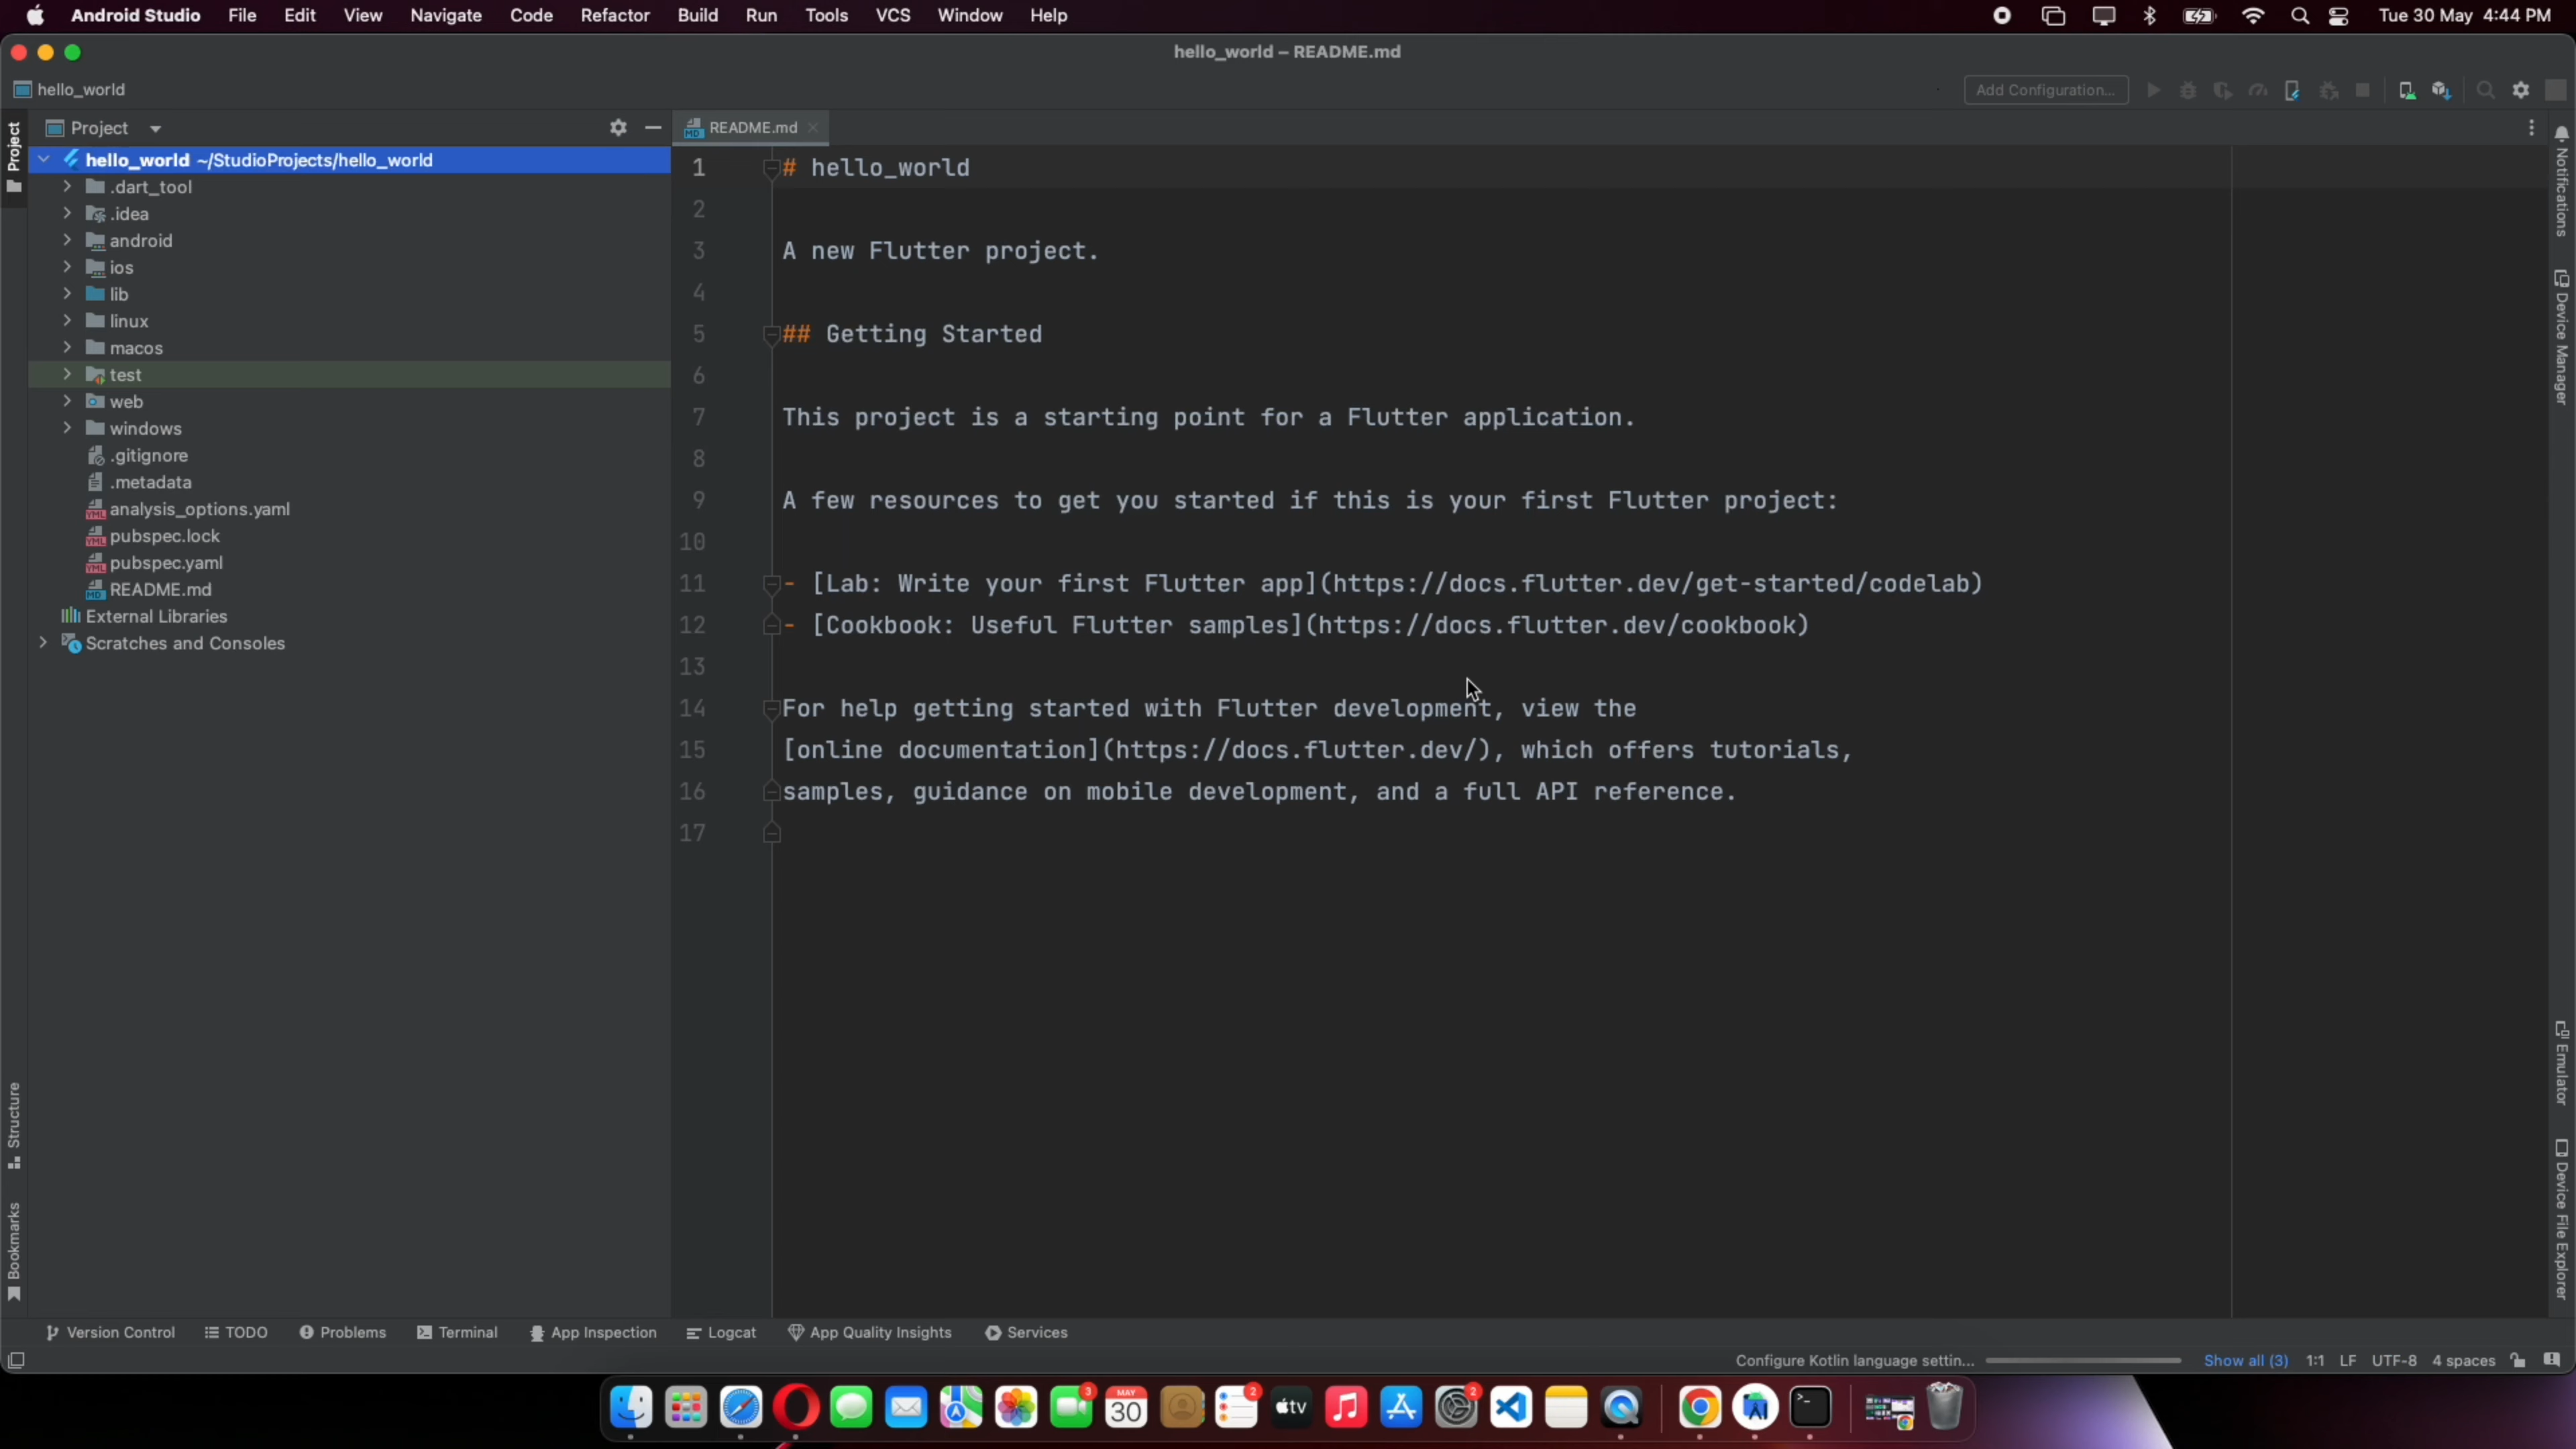 Android Studio File Edit View Navigate Code Refactor Build Run Tools VCS Window Help Tue 30 May 4:44 PM
hello_world – README.md
hello_world
Add Configuration...
Project
Project
README.md
hello_world ~/StudioProjects/hello_world
.dart_tool
.idea
android
ios
lib
linux
macos
test
web
windows
.gitignore
.metadata
analysis_options.yaml
pubspec.lock
pubspec.yaml
README.md
External Libraries
Scratches and Consoles
1 # hello_world
2
3 A new Flutter project.
4
5 ## Getting Started
6
7 This project is a starting point for a Flutter application.
8
9 A few resources to get you started if this is your first Flutter project:
10
11 - [Lab: Write your first Flutter app](https://docs.flutter.dev/get-started/codelab)
12 - [Cookbook: Useful Flutter samples](https://docs.flutter.dev/cookbook)
13
14 For help getting started with Flutter development, view the
15 [online documentation](https://docs.flutter.dev/), which offers tutorials,
16 samples, guidance on mobile development, and a full API reference.
17
Structure
Bookmarks
Notifications
Device Manager
Emulator
Device File Explorer
Version Control TODO Problems Terminal App Inspection Logcat App Quality Insights Services
Configure Kotlin language settin... Show all (3) 1:1 LF UTF-8 4 spaces
3
MAY
30
2
tv
2